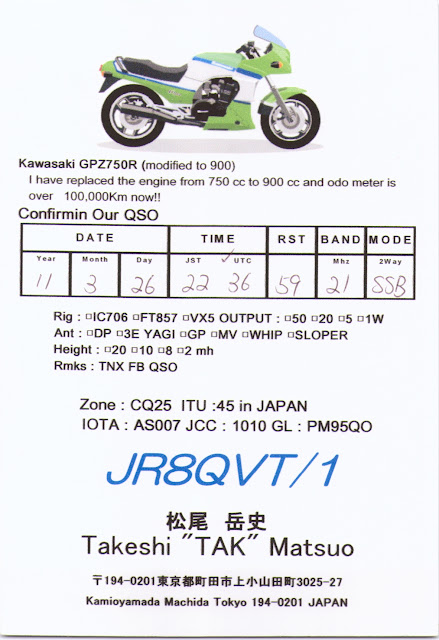 Kawasaki GPZ750R (modified to 900)
I have replaced the engine from 750 cc to 900 cc and odo meter is
over 100,000Km now!!
Confirmin Our QSO
DATE TIME RST BAND MODE
Year Month Day JST ✓ UTC Mhz 2Way
11 3 26 22 36 59 21 SSB
Rig : □IC706 □FT857 □VX5 OUTPUT : □50 □20 □5 □1W
Ant : □DP □3E YAGI □GP □MV □WHIP □SLOPER
Height : □20 □10 □8 □2 mh
Rmks : TNX FB QSO
Zone : CQ25 ITU :45 in JAPAN
IOTA : AS007 JCC : 1010 GL : PM95QO
JR8QVT/1
松尾 岳史
Takeshi "TAK" Matsuo
〒194-0201東京都町田市上小山田町3025-27
Kamioyamada Machida Tokyo 194-0201 JAPAN